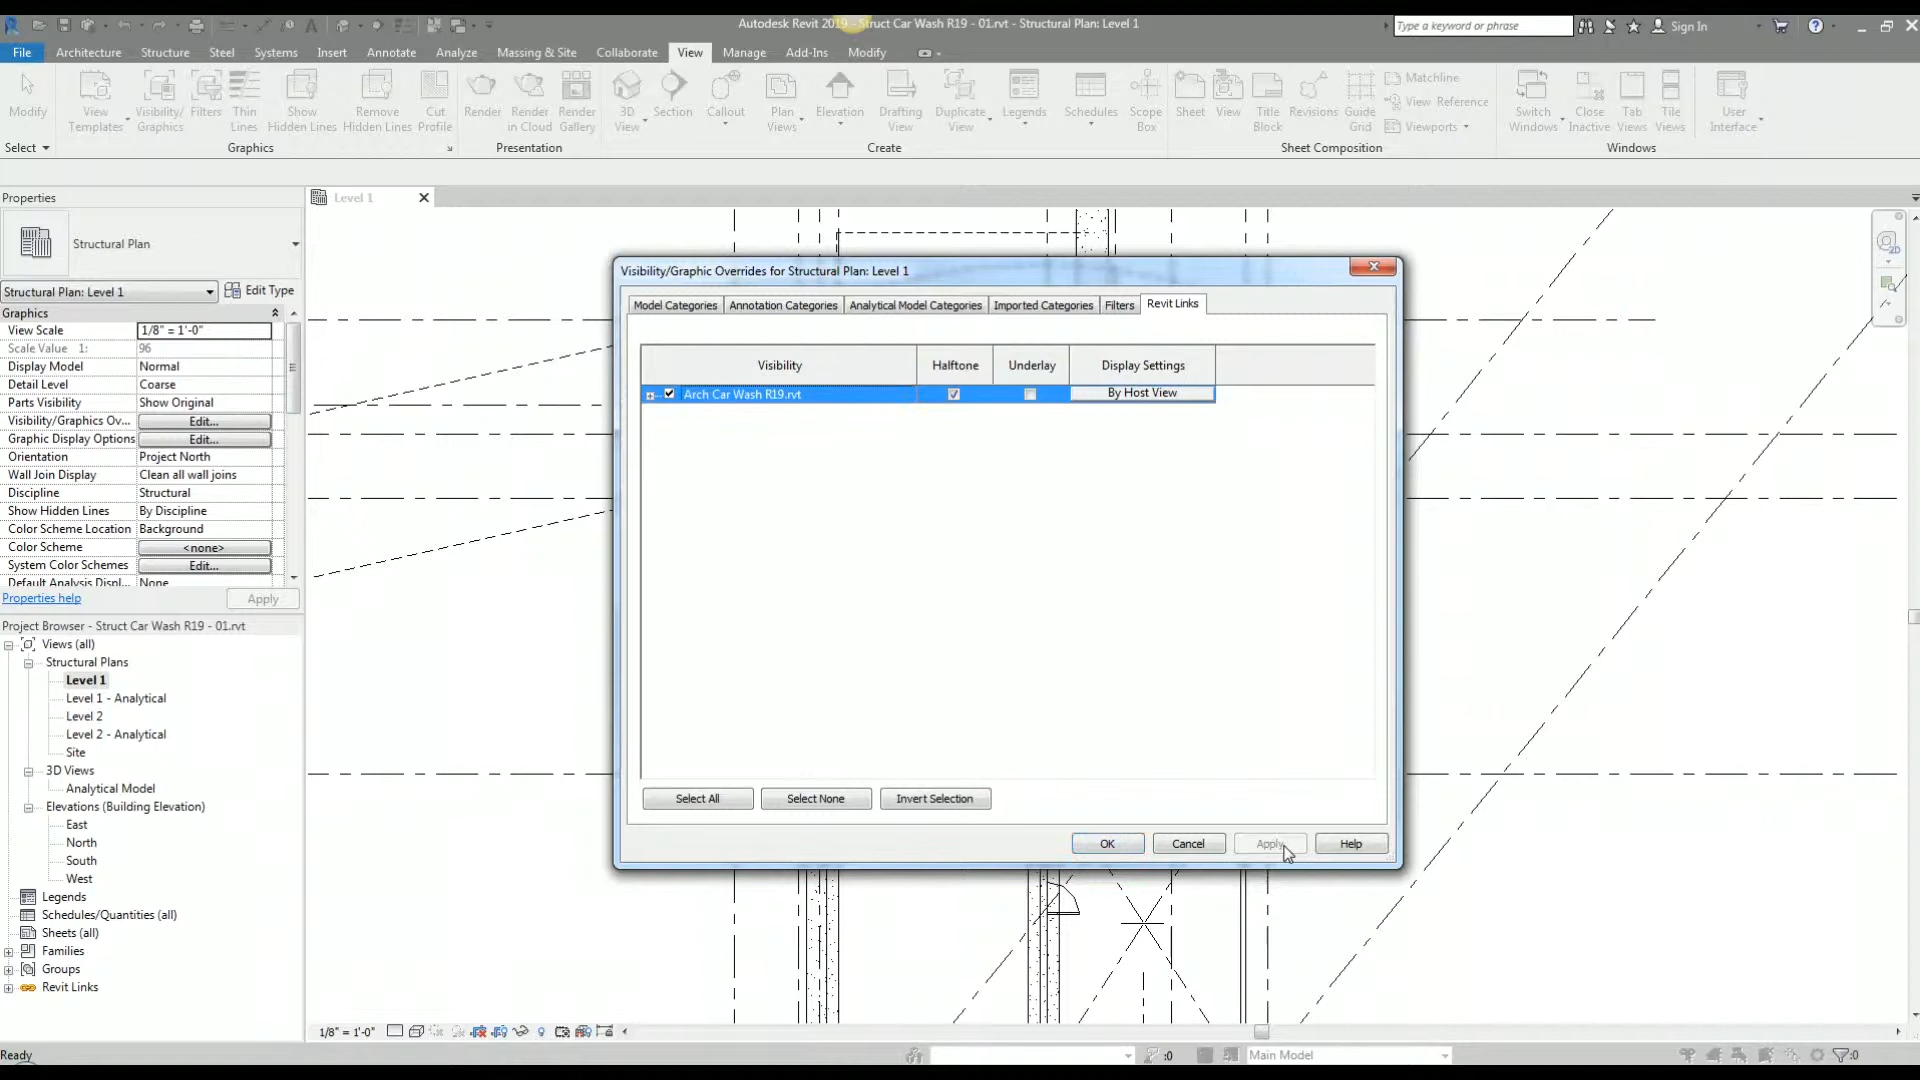 Autodesk Revit 2019 - Struct Car Wash R19 - 01.rvt - Structural Plan: Level 1
Type a keyword or phrase
Sign In
File Architecture Structure Steel Systems Insert Annotate Analyze Massing & Site Collaborate View Manage Add-Ins Modify
Modify
View Templates
Visibility/ Graphics
Filters
Thin Lines
Show Hidden Lines
Remove Hidden Lines
Cut Profile
Render
Render in Cloud
Render Gallery
3D View
Section
Callout
Plan Views
Elevation
Drafting View
Duplicate View
Legends
Schedules
Scope Box
Sheet
View
Title Block
Revisions
Guide Grid
Matchline
View Reference
Viewports
Switch Windows
Close Inactive
Tab Views
Tile Views
User Interface
Select Graphics Presentation Create Sheet Composition Windows
Properties
Level 1
Structural Plan
Structural Plan: Level 1 Edit Type
Graphics
View Scale 1/8" = 1'-0"
Scale Value 1: 96
Display Model Normal
Detail Level Coarse
Parts Visibility Show Original
Visibility/Graphics Ov... Edit...
Graphic Display Options Edit...
Orientation Project North
Wall Join Display Clean all wall joins
Discipline Structural
Show Hidden Lines By Discipline
Color Scheme Location Background
Color Scheme <none>
System Color Schemes Edit...
Default Analysis Displ... None
Properties help Apply
Project Browser - Struct Car Wash R19 - 01.rvt
Views (all)
Structural Plans
Level 1
Level 1 - Analytical
Level 2
Level 2 - Analytical
Site
3D Views
Analytical Model
Elevations (Building Elevation)
East
North
South
West
Legends
Schedules/Quantities (all)
Sheets (all)
Families
Groups
Revit Links
Visibility/Graphic Overrides for Structural Plan: Level 1
Model Categories Annotation Categories Analytical Model Categories Imported Categories Filters Revit Links
Visibility Halftone Underlay Display Settings
Arch Car Wash R19.rvt By Host View
Select All Select None Invert Selection
OK Cancel Apply Help
2D
1/8" = 1'-0"
Ready
:0
Main Model
:0